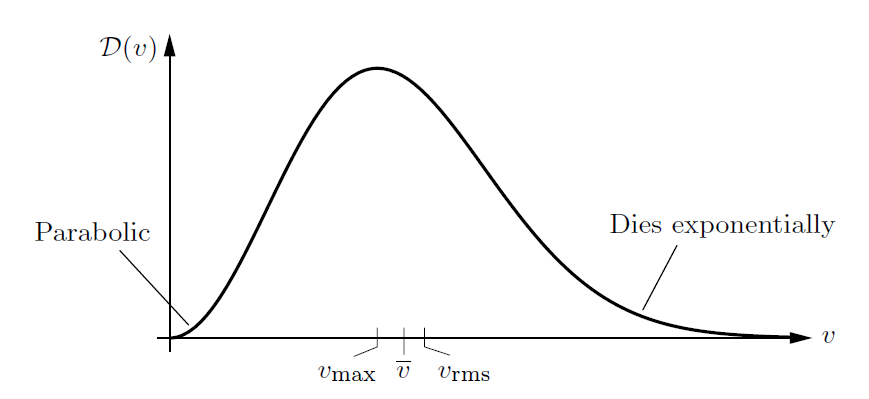 𝒟(v)
Parabolic
Dies exponentially
v
v_max v̅ v_rms